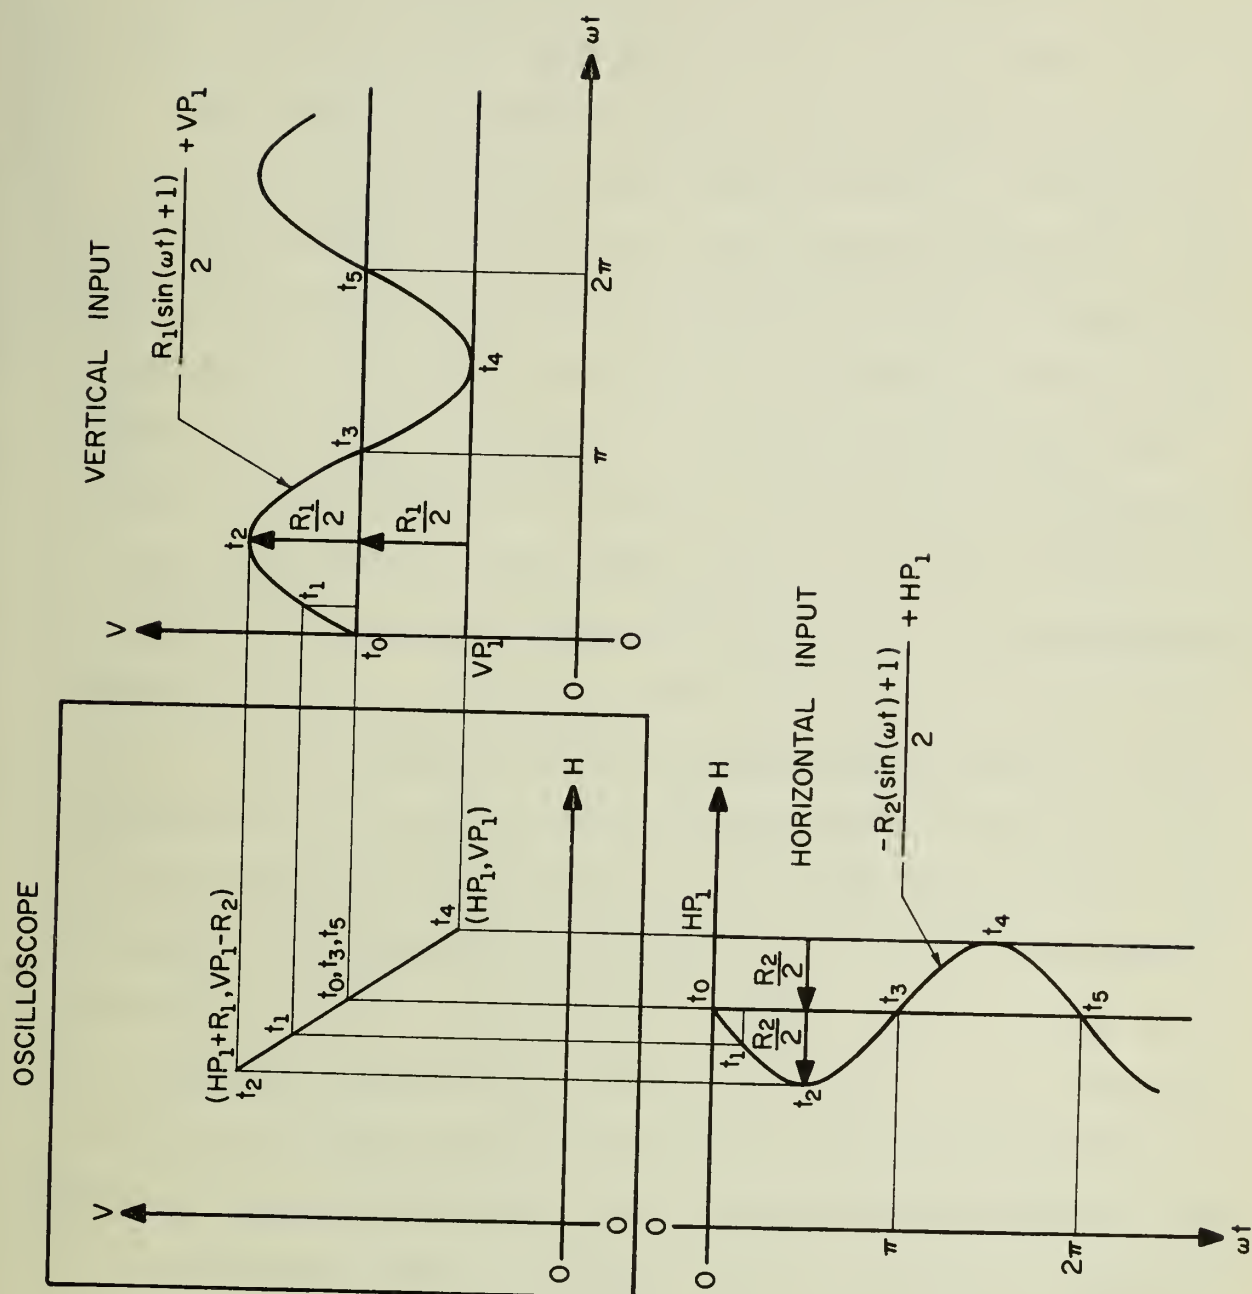 OSCILLOSCOPE
V
(HP₁+R₁, VP₁-R₂)
t₂
t₁
t₀,t₃,t₅
t₄
(HP₁, VP₁)
H
0
0
VERTICAL INPUT
R₁(sin(ωt)+1)
2
+ VP₁
V
t₂
t₁
R₁
2
R₁
2
t₀
t₃
t₅
t₄
VP₁
0
0
π
2π
ωt
HORIZONTAL INPUT
-R₂(sin(ωt)+1)
2
+ HP₁
0
0
HP₁
H
t₀
R₂
2
R₂
2
t₁
t₂
t₃
t₄
t₅
π
2π
ωt